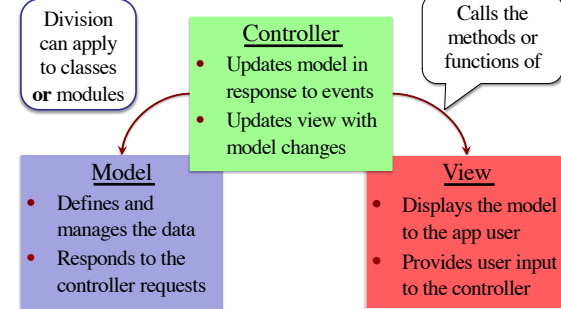 Division
can apply
to classes
or modules
Controller
• Updates model in
response to events
• Updates view with
model changes
Calls the
methods or
functions of
Model
• Defines and
manages the data
• Responds to the
controller requests
View
• Displays the model
to the app user
• Provides user input
to the controller